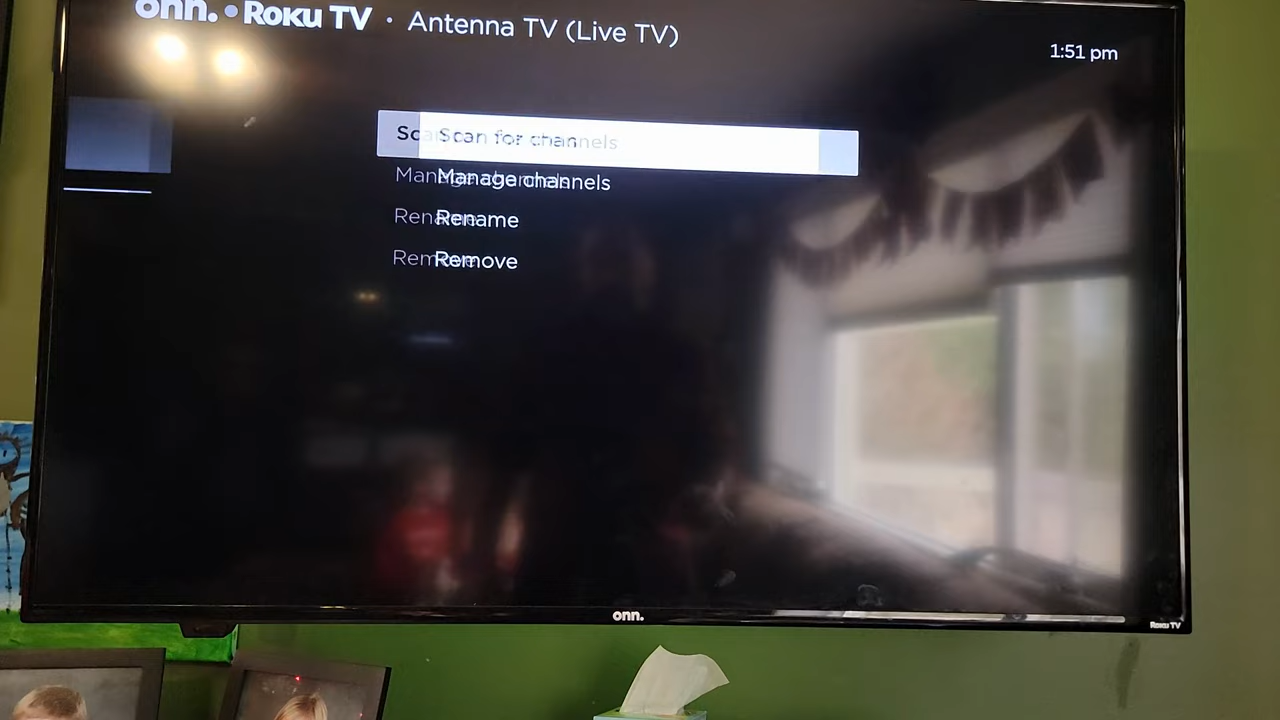 onn. • Roku TV • Antenna TV (Live TV)
1:51 pm
Scan for channels
Manage channels
Rename
Remove
onn.
Roku TV